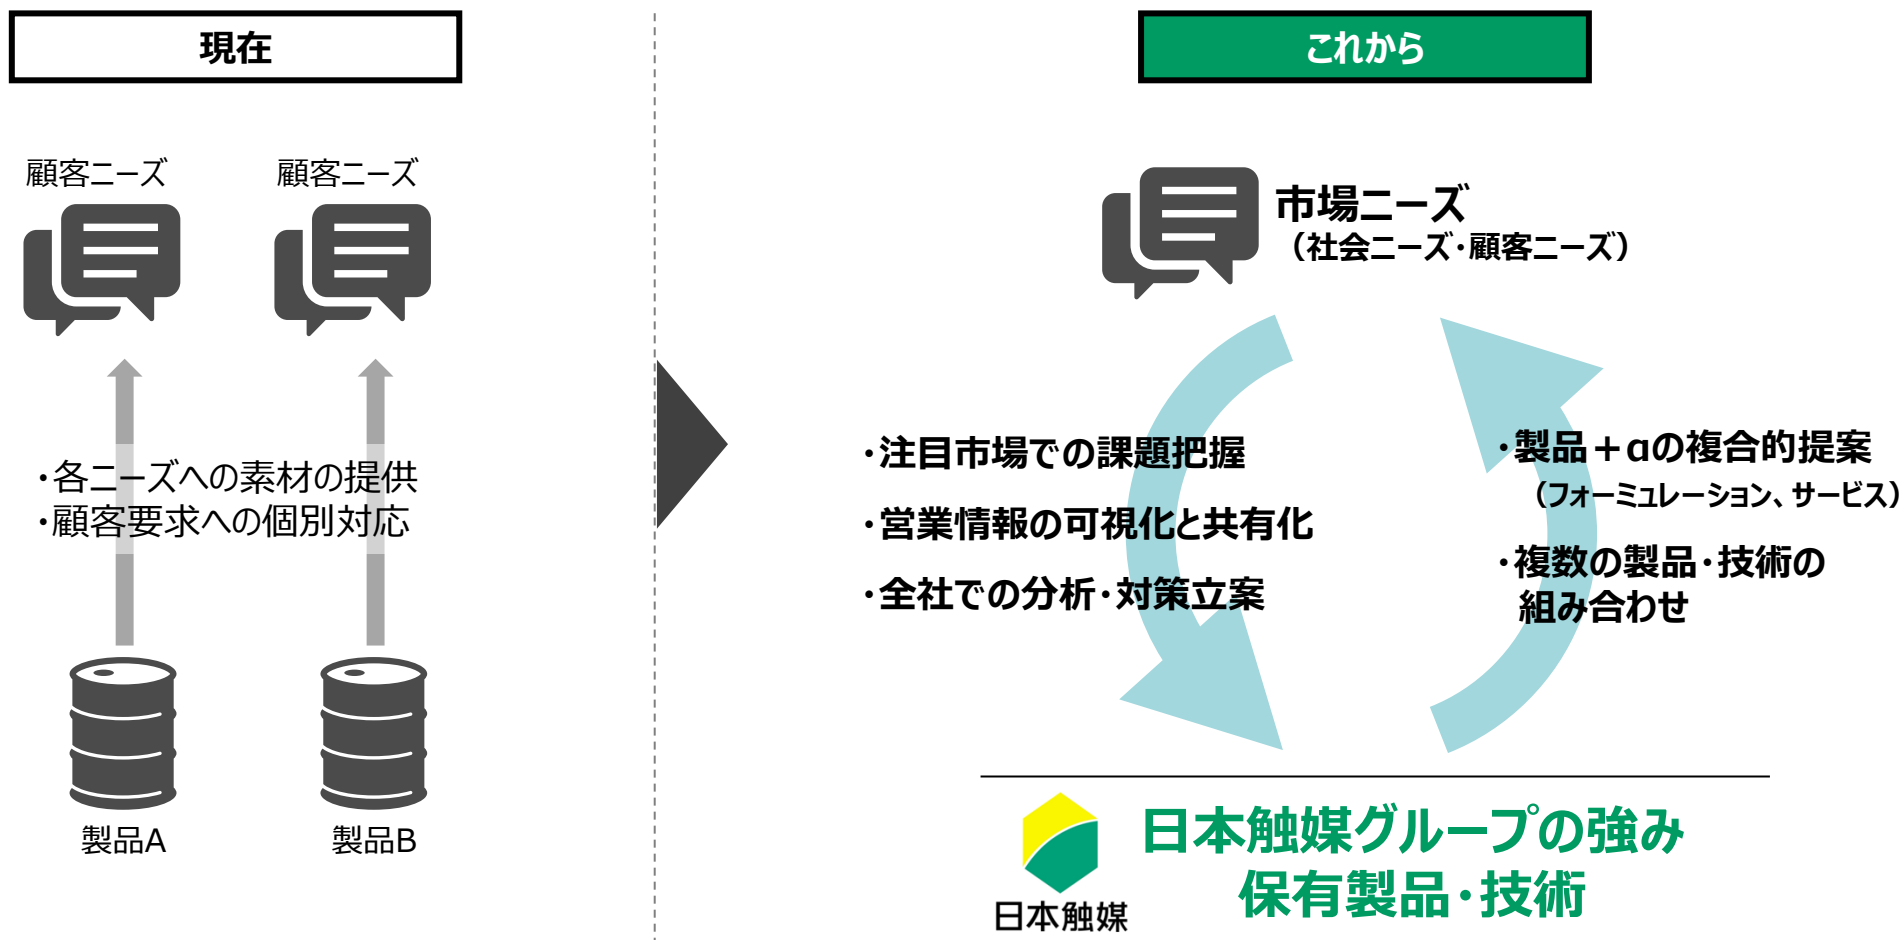 現在
顧客ニーズ
顧客ニーズ
・各ニーズへの素材の提供
・顧客要求への個別対応
製品A
製品B
これから
市場ニーズ
（社会ニーズ・顧客ニーズ）
・注目市場での課題把握
・営業情報の可視化と共有化
・全社での分析・対策立案
・製品＋αの複合的提案
（フォーミュレーション、サービス）
・複数の製品・技術の
組み合わせ
日本触媒
日本触媒グループの強み
保有製品・技術